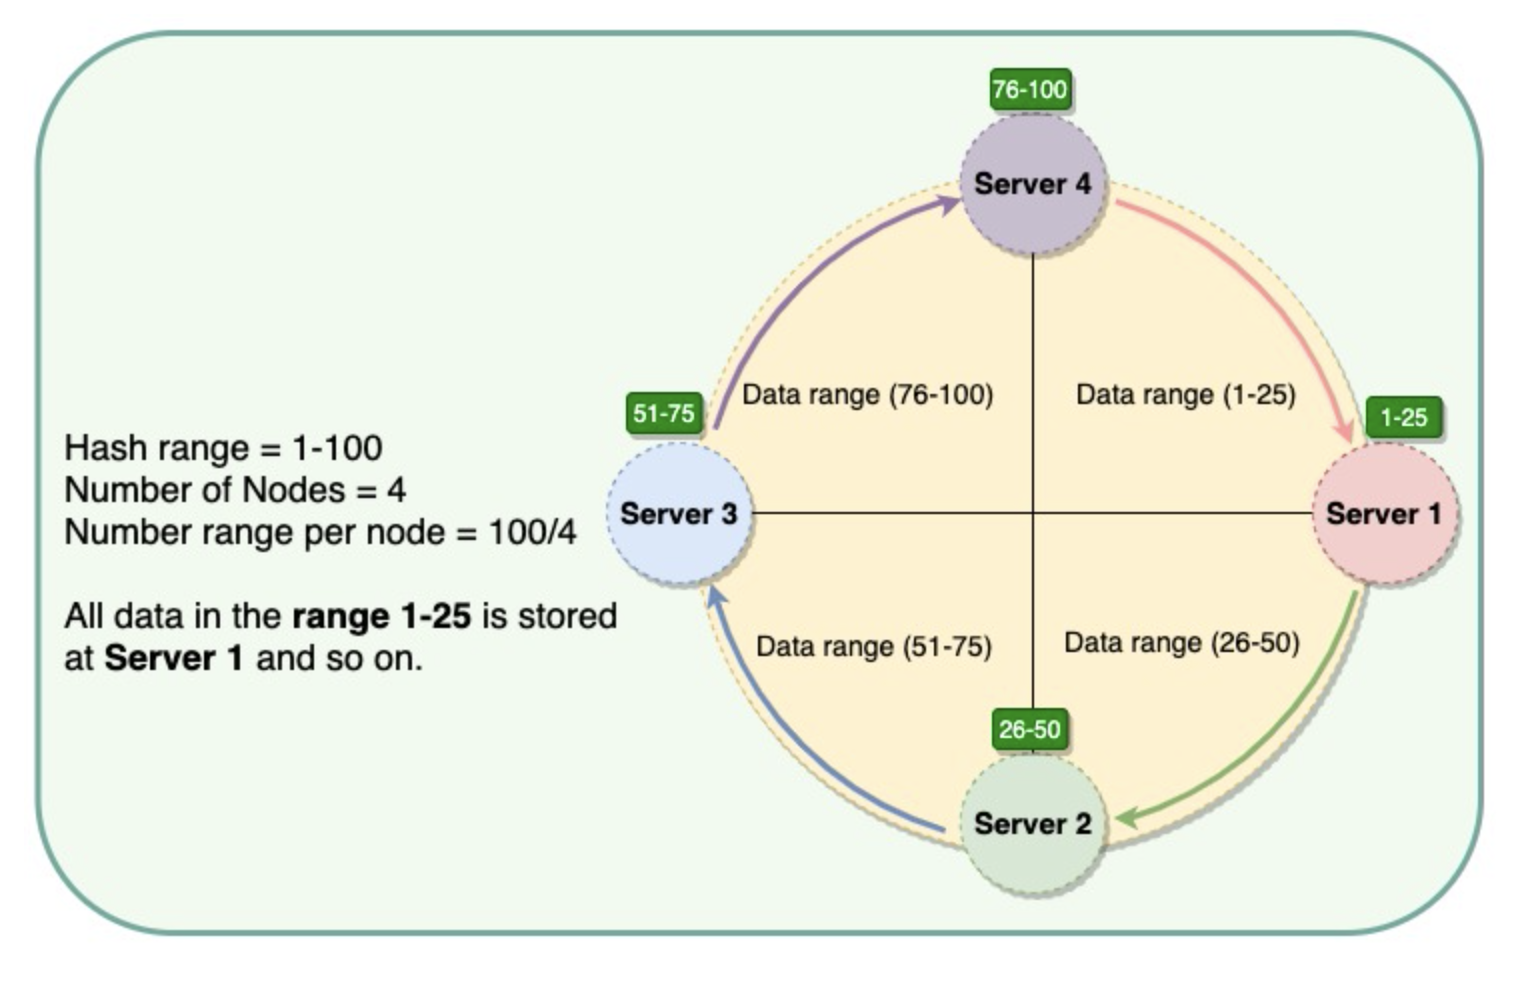 76-100
Server 4
Data range (76-100)
Data range (1-25)
51-75
1-25
Hash range = 1-100
Number of Nodes = 4
Number range per node = 100/4
Server 3
Server 1
All data in the range 1-25 is stored
at Server 1 and so on.
Data range (51-75)
Data range (26-50)
26-50
Server 2